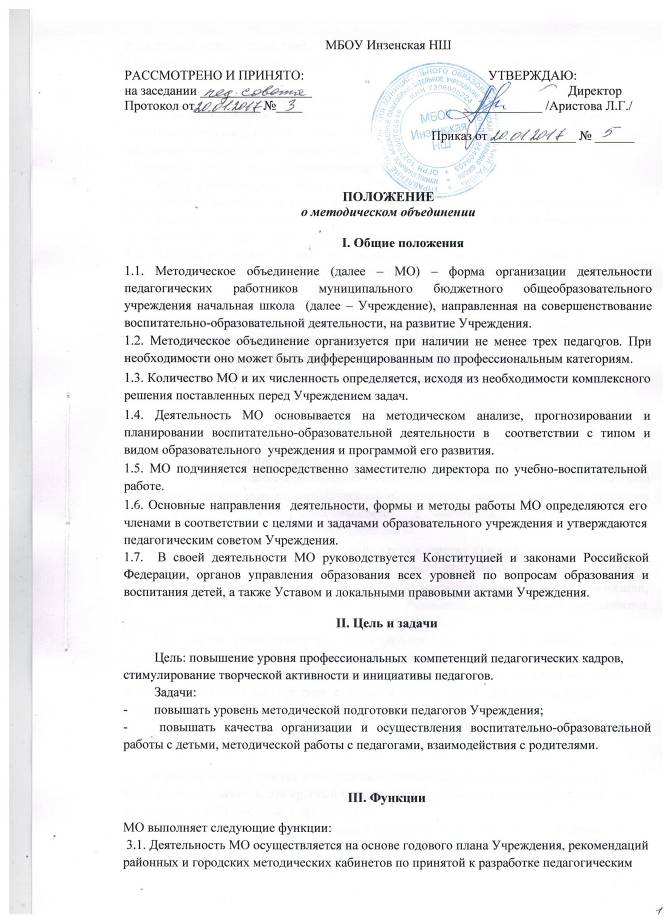 МБОУ Инзенская НШ
РАССМОТРЕНО И ПРИНЯТО: УТВЕРЖДАЮ:
на заседании пед. совета Директор
Протокол от 20.01.2017 № 3 /Аристова Л.Г./
Приказ от 20.01.2017 № 5
МБОУ
Инзенская
НШ
ПОЛОЖЕНИЕ
о методическом объединении
I. Общие положения
1.1. Методическое объединение (далее – МО) – форма организации деятельности
педагогических работников муниципального бюджетного общеобразовательного
учреждения начальная школа (далее – Учреждение), направленная на совершенствование
воспитательно-образовательной деятельности, на развитие Учреждения.
1.2. Методическое объединение организуется при наличии не менее трех педагогов. При
необходимости оно может быть дифференцированным по профессиональным категориям.
1.3. Количество МО и их численность определяется, исходя из необходимости комплексного
решения поставленных перед Учреждением задач.
1.4. Деятельность МО основывается на методическом анализе, прогнозировании и
планировании воспитательно-образовательной деятельности в соответствии с типом и
видом образовательного учреждения и программой его развития.
1.5. МО подчиняется непосредственно заместителю директора по учебно-воспитательной
работе.
1.6. Основные направления деятельности, формы и методы работы МО определяются его
членами в соответствии с целями и задачами образовательного учреждения и утверждаются
педагогическим советом Учреждения.
1.7. В своей деятельности МО руководствуется Конституцией и законами Российской
Федерации, органов управления образования всех уровней по вопросам образования и
воспитания детей, а также Уставом и локальными правовыми актами Учреждения.
II. Цель и задачи
Цель: повышение уровня профессиональных компетенций педагогических кадров,
стимулирование творческой активности и инициативы педагогов.
Задачи:
- повышать уровень методической подготовки педагогов Учреждения;
- повышать качества организации и осуществления воспитательно-образовательной
работы с детьми, методической работы с педагогами, взаимодействия с родителями.
III. Функции
МО выполняет следующие функции:
3.1. Деятельность МО осуществляется на основе годового плана Учреждения, рекомендаций
районных и городских методических кабинетов по принятой к разработке педагогическим
1